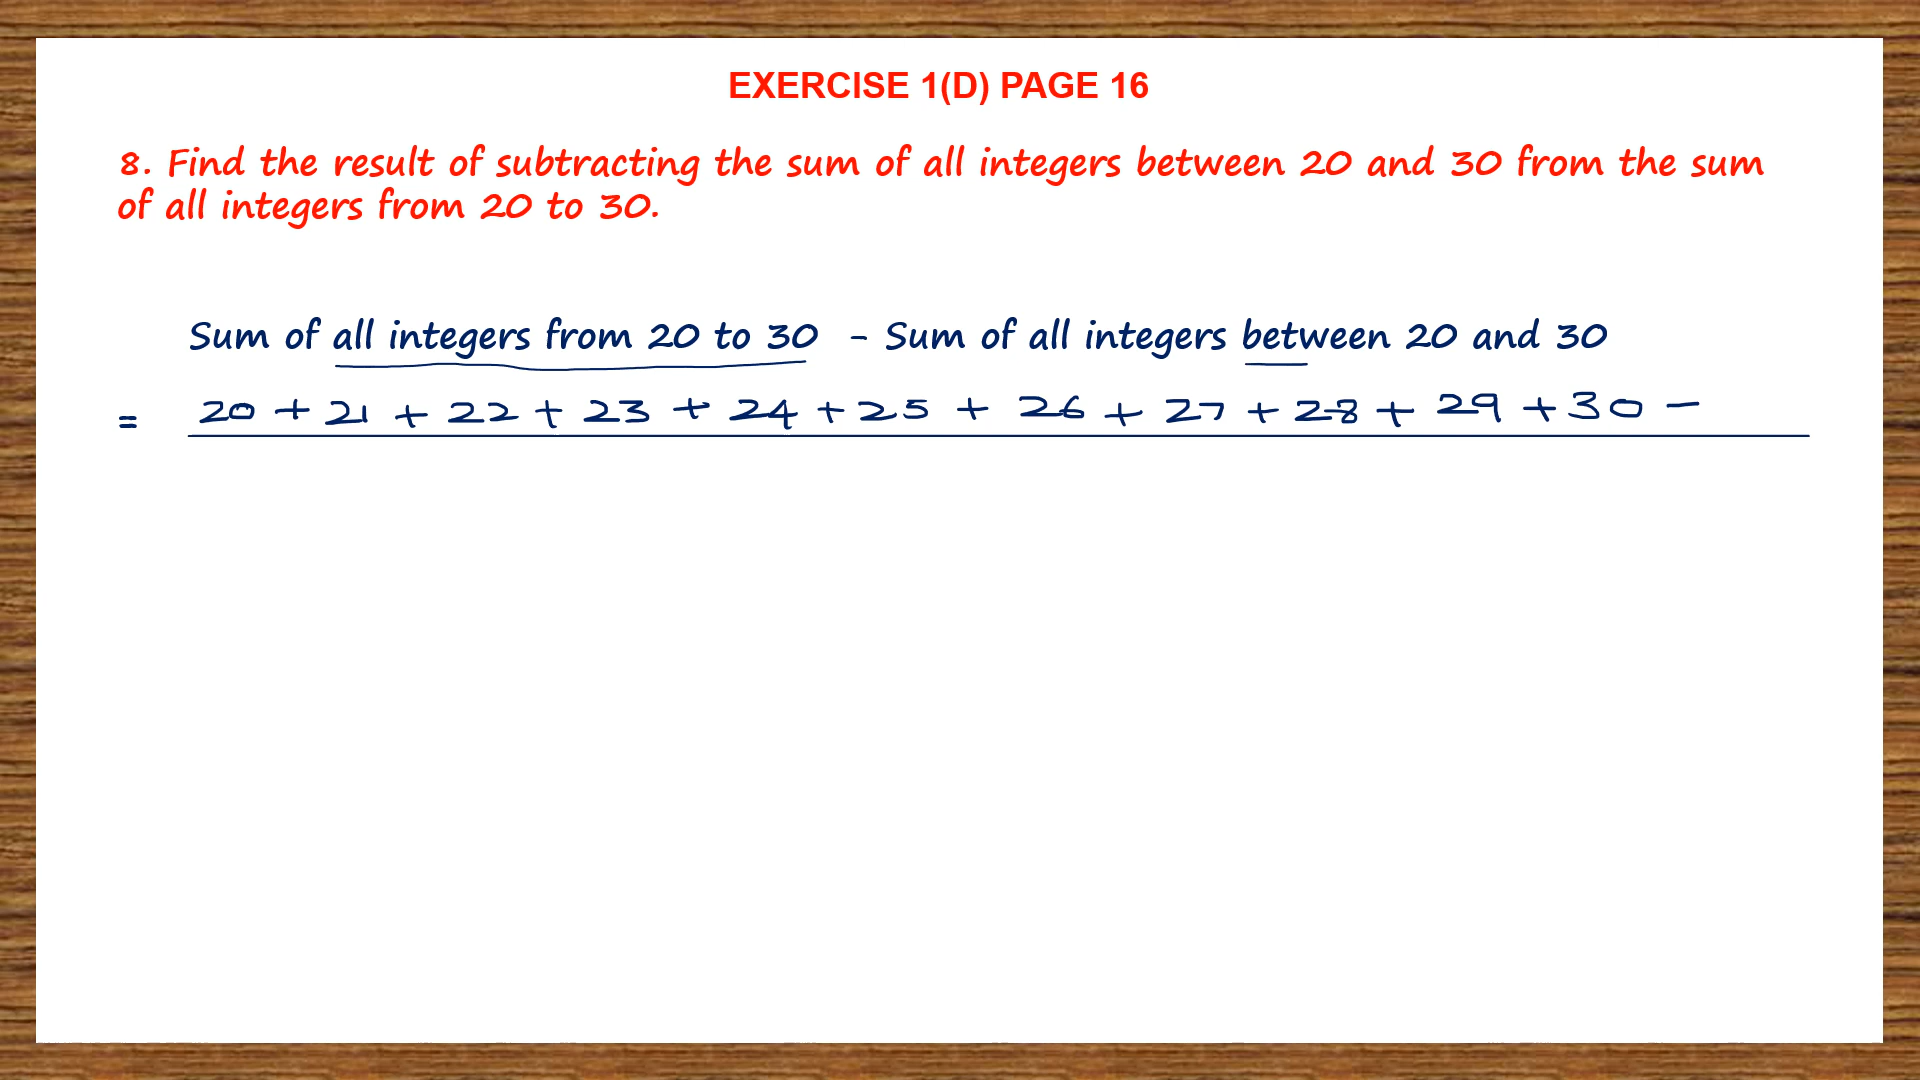 EXERCISE 1(D) PAGE 16
8. Find the result of subtracting the sum of all integers between 20 and 30 from the sum
of all integers from 20 to 30.
Sum of all integers from 20 to 30 - Sum of all integers between 20 and 30
= 20 + 21 + 22 + 23 + 24 + 25 + 26 + 27 + 28 + 29 + 30 -